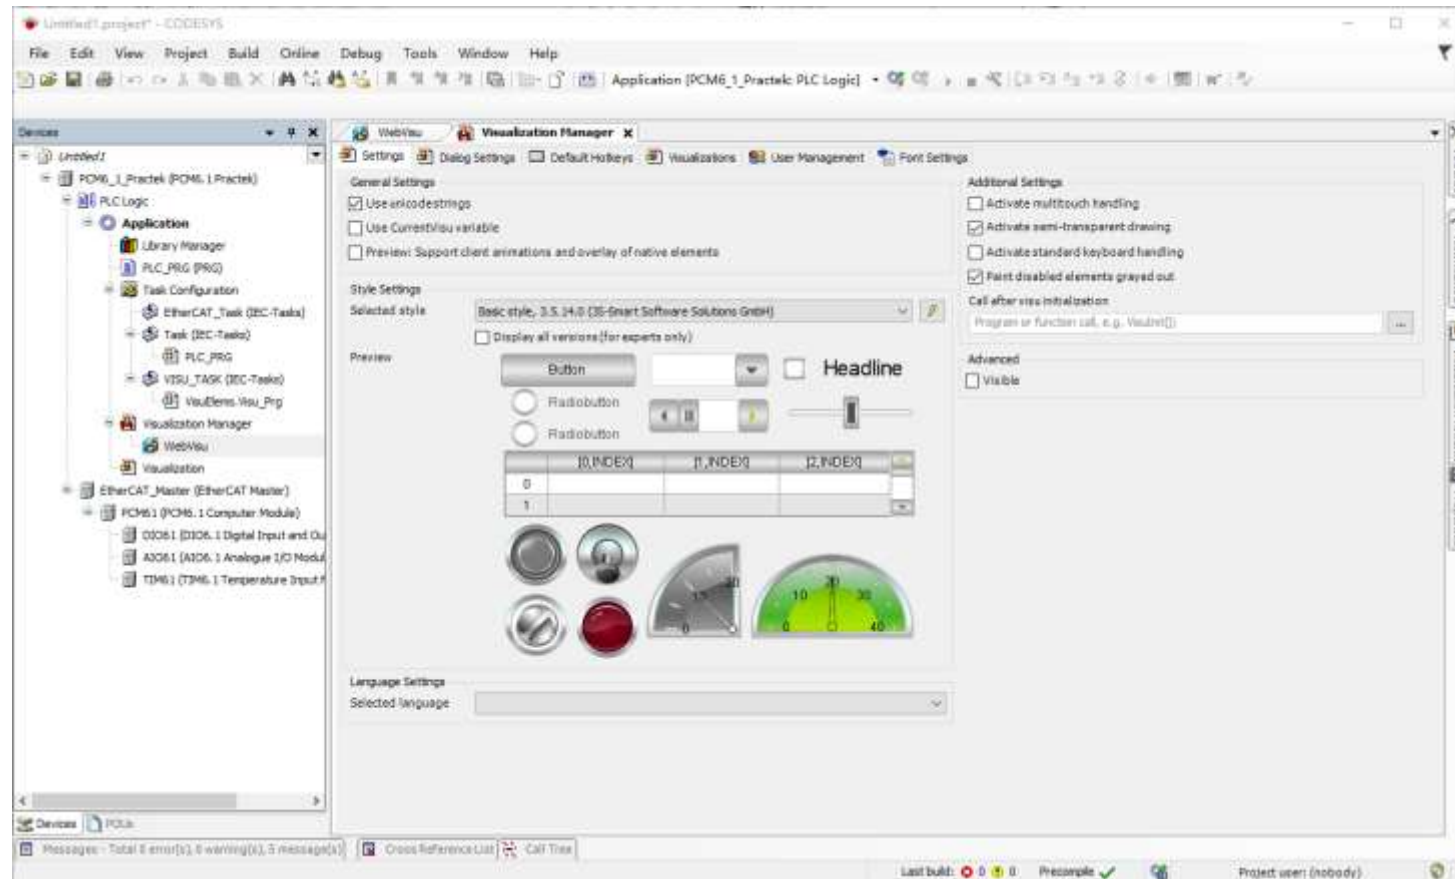 Untitled1.project* - CODESYS
File Edit View Project Build Online Debug Tools Window Help
Application [PCM6_1_Practek: PLC Logic]
Devices
Untitled1
PCM6_1_Practek (PCM6.1 Practek)
PLC Logic
Application
Library Manager
PLC_PRG (PRG)
Task Configuration
EtherCAT_Task (IEC-Tasks)
Task (IEC-Tasks)
PLC_PRG
VISU_TASK (IEC-Tasks)
VisuElems.Visu_Prg
Visualization Manager
WebVisu
Visualization
EtherCAT_Master (EtherCAT Master)
PCM61 (PCM6.1 Computer Module)
DIO61 (DIO6.1 Digital Input and Ou
AIO61 (AIO6.1 Analogue I/O Modul
TIM61 (TIM6.1 Temperature Input
Devices POUs
WebVisu Visualization Manager
Settings Dialog Settings Default Hotkeys Visualizations User Management Font Settings
General Settings
Use unicodestrings
Use CurrentVisu variable
Preview: Support client animations and overlay of native elements
Style Settings
Selected style Basic style, 3.5.14.0 (3S-Smart Software Solutions GmbH)
Display all versions (for experts only)
Preview
Button Headline
Radiobutton
Radiobutton
[0,INDEX] [1,INDEX] [2,INDEX]
0
1
0 15 30
0 10 20 30 40
Language Settings
Selected language
Additional Settings
Activate multitouch handling
Activate semi-transparent drawing
Activate standard keyboard handling
Paint disabled elements grayed out
Call after visu initialization
Program or function call, e.g. VisuInit()
...
Advanced
Visible
Messages - Total 0 error(s), 0 warning(s), 5 message(s) Cross Reference List Call Tree
Last build: 0 0 Precompile Project user: (nobody)